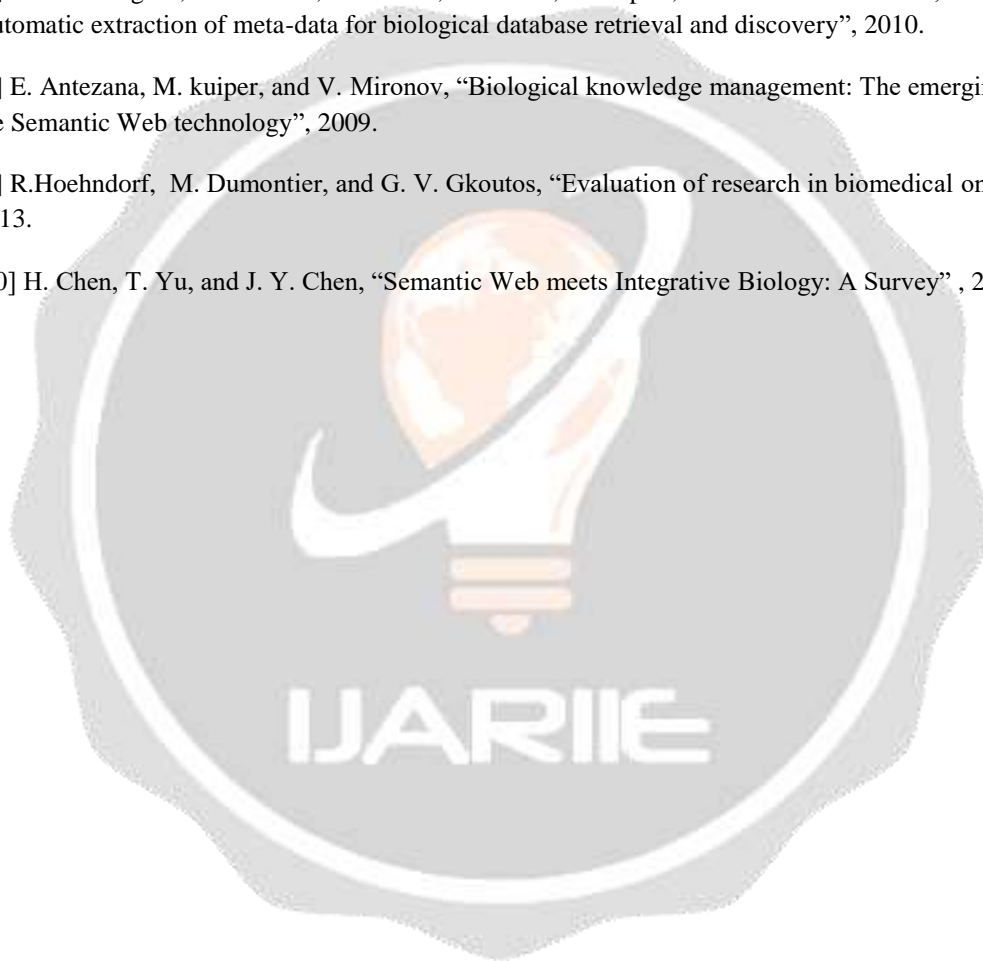 utomatic extraction of meta-data for biological database retrieval and discovery”, 2010.
] E. Antezana, M. kuiper, and V. Mironov, “Biological knowledge management: The emergin
e Semantic Web technology”, 2009.
] R.Hoehndorf, M. Dumontier, and G. V. Gkoutos, “Evaluation of research in biomedical on
13.
0] H. Chen, T. Yu, and J. Y. Chen, “Semantic Web meets Integrative Biology: A Survey” , 2
IJARIIE